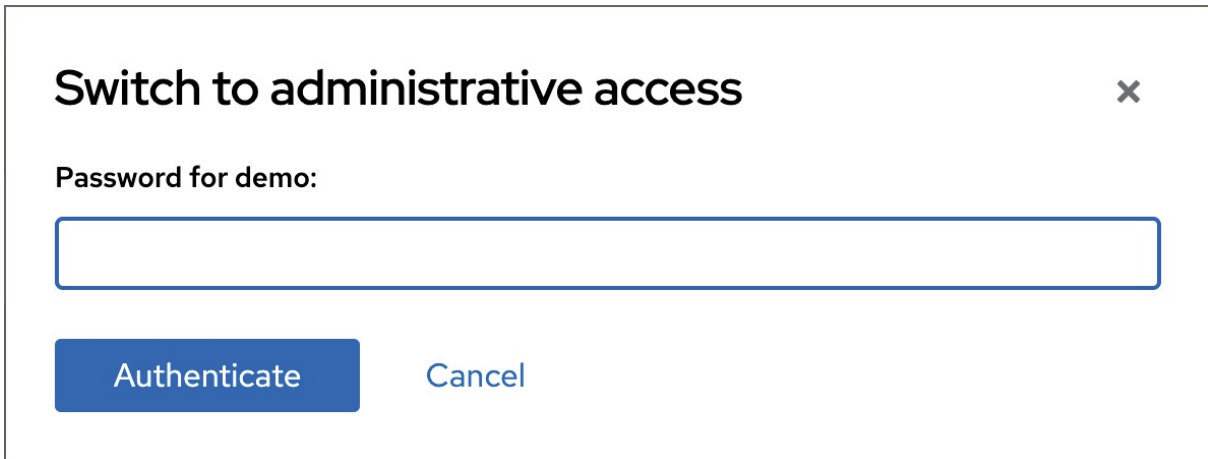 Switch to administrative access
Password for demo:
Authenticate
Cancel